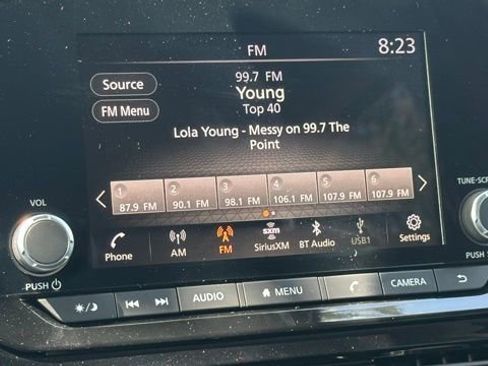 FM
8:23
Source
99.7 FM
Young
FM Menu
Top 40
Lola Young - Messy on 99.7 The
Point
1 2 3 4 5 6
87.9 FM 90.1 FM 98.1 FM 106.1 FM 107.9 FM 107.9 FM
VOL
TUNE-SCR
sxm
Phone AM FM SiriusXM BT Audio USB1 Settings
PUSH
PUSH S
AUDIO MENU CAMERA